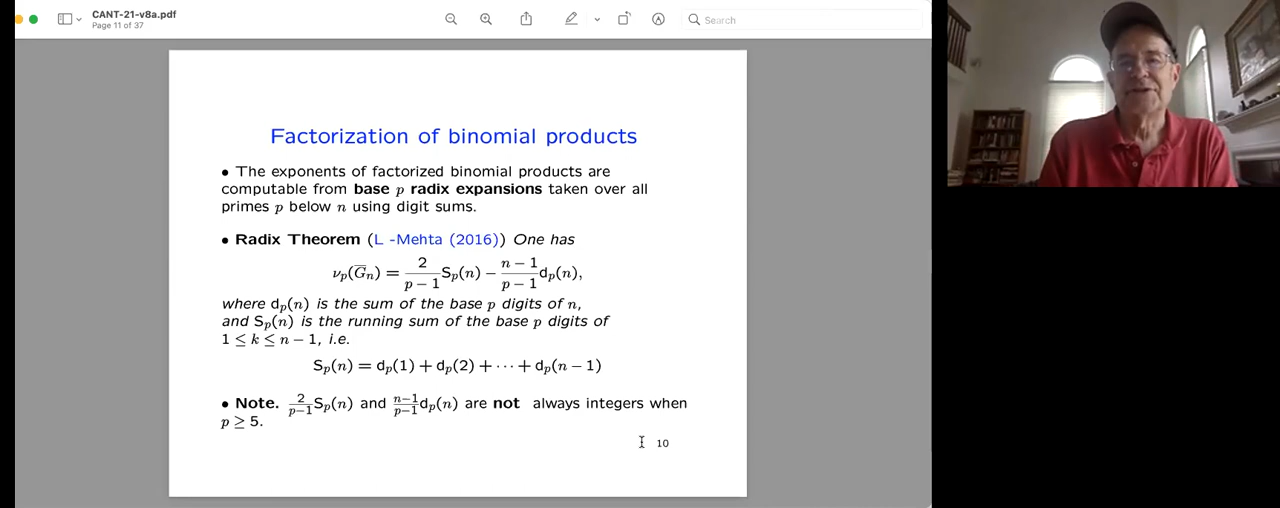 CANT-21-v8a.pdf
Page 11 of 37
Search
Factorization of binomial products
• The exponents of factorized binomial products are
computable from base p radix expansions taken over all
primes p below n using digit sums.
• Radix Theorem (L -Mehta (2016)) One has
νₚ(G̅ₙ) = 2/(p − 1) Sₚ(n) − (n − 1)/(p − 1) dₚ(n),
where dₚ(n) is the sum of the base p digits of n,
and Sₚ(n) is the running sum of the base p digits of
1 ≤ k ≤ n − 1, i.e.
Sₚ(n) = dₚ(1) + dₚ(2) + ··· + dₚ(n − 1)
• Note. 2/(p−1) Sₚ(n) and (n−1)/(p−1) dₚ(n) are not always integers when
p ≥ 5.
10